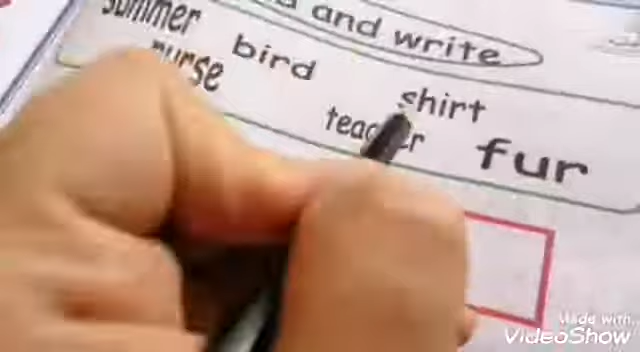 and write
summer bird shirt
nurse teacher fur
Made with
VideoShow